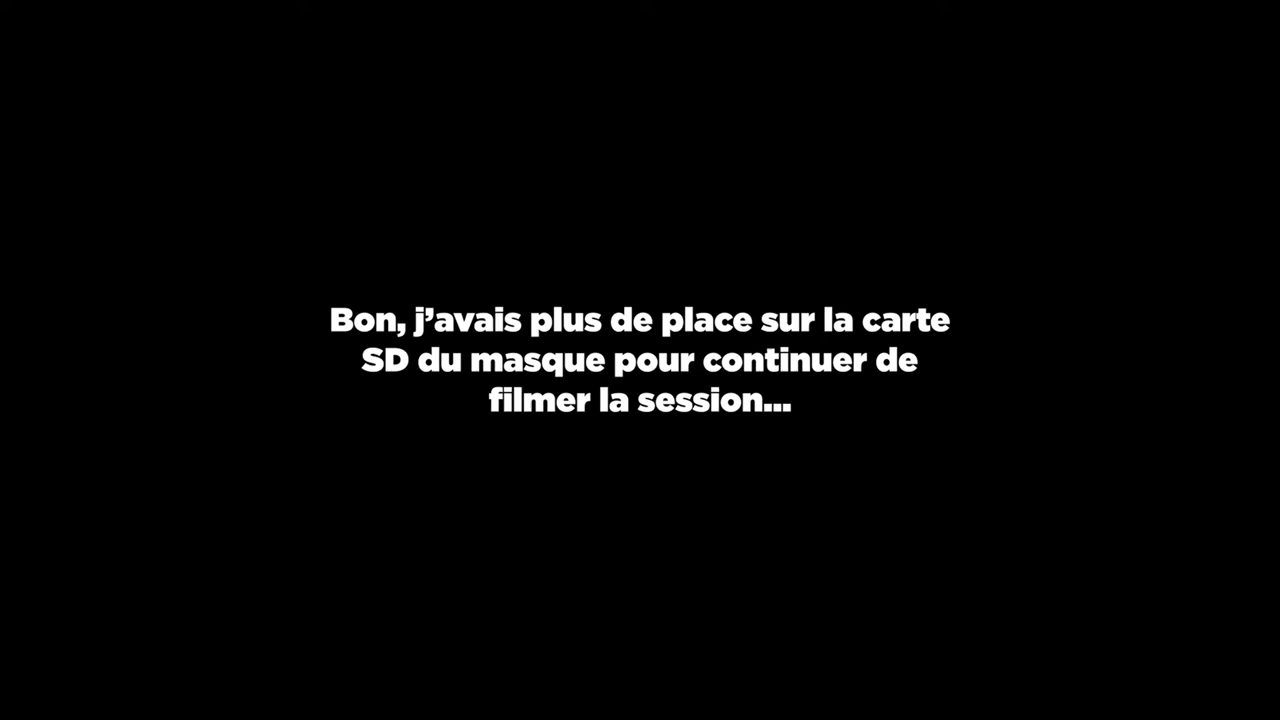 Bon, j’avais plus de place sur la carte
SD du masque pour continuer de
filmer la session...